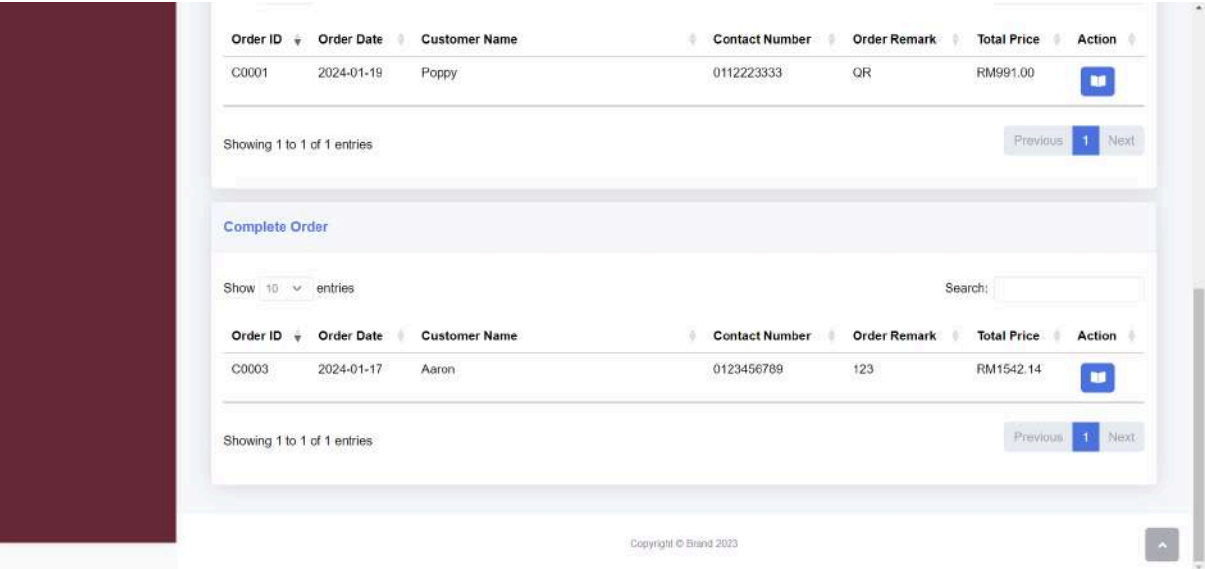 Order ID Order Date Customer Name Contact Number Order Remark Total Price Action
C0001 2024-01-19 Poppy 0112223333 QR RM991.00
Showing 1 to 1 of 1 entries Previous 1 Next
Complete Order
Show 10 entries Search:
Order ID Order Date Customer Name Contact Number Order Remark Total Price Action
C0003 2024-01-17 Aaron 0123456789 123 RM1542.14
Showing 1 to 1 of 1 entries Previous 1 Next
Copyright © Brand 2023